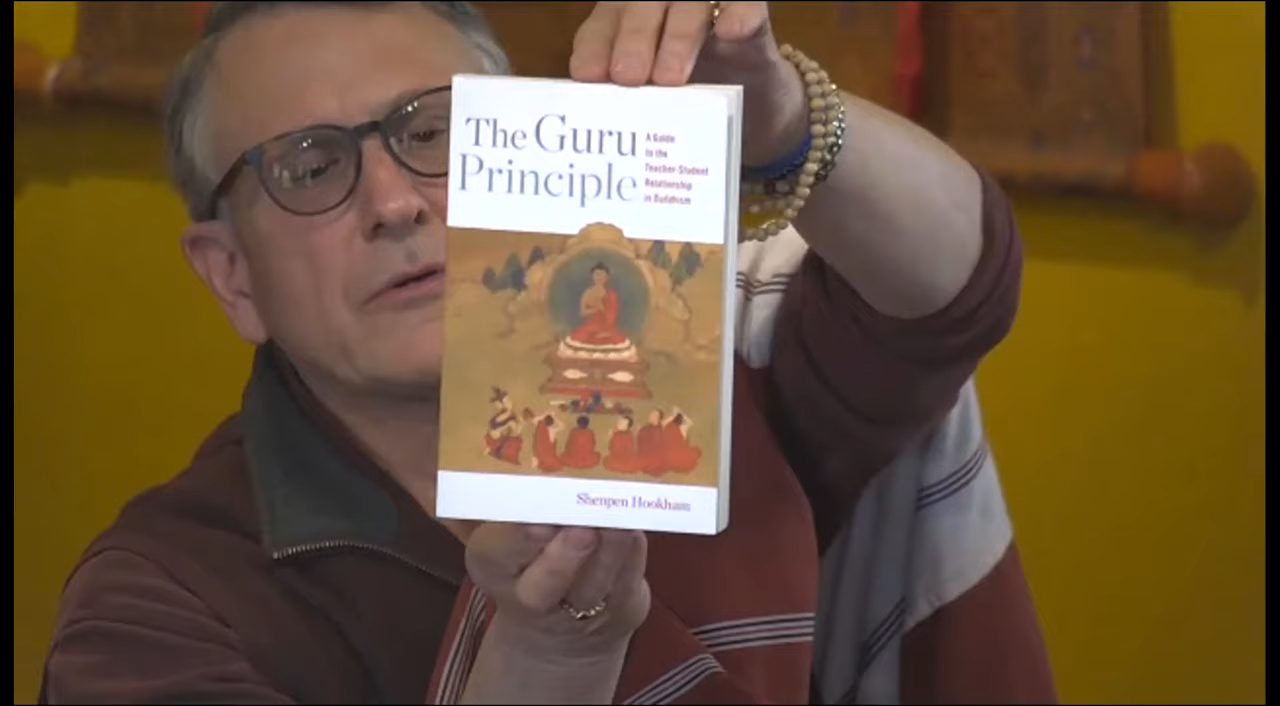 The Guru
Principle
A Guide
to the
Teacher-Student
Relationship
in Buddhism
Shenpen Hookham